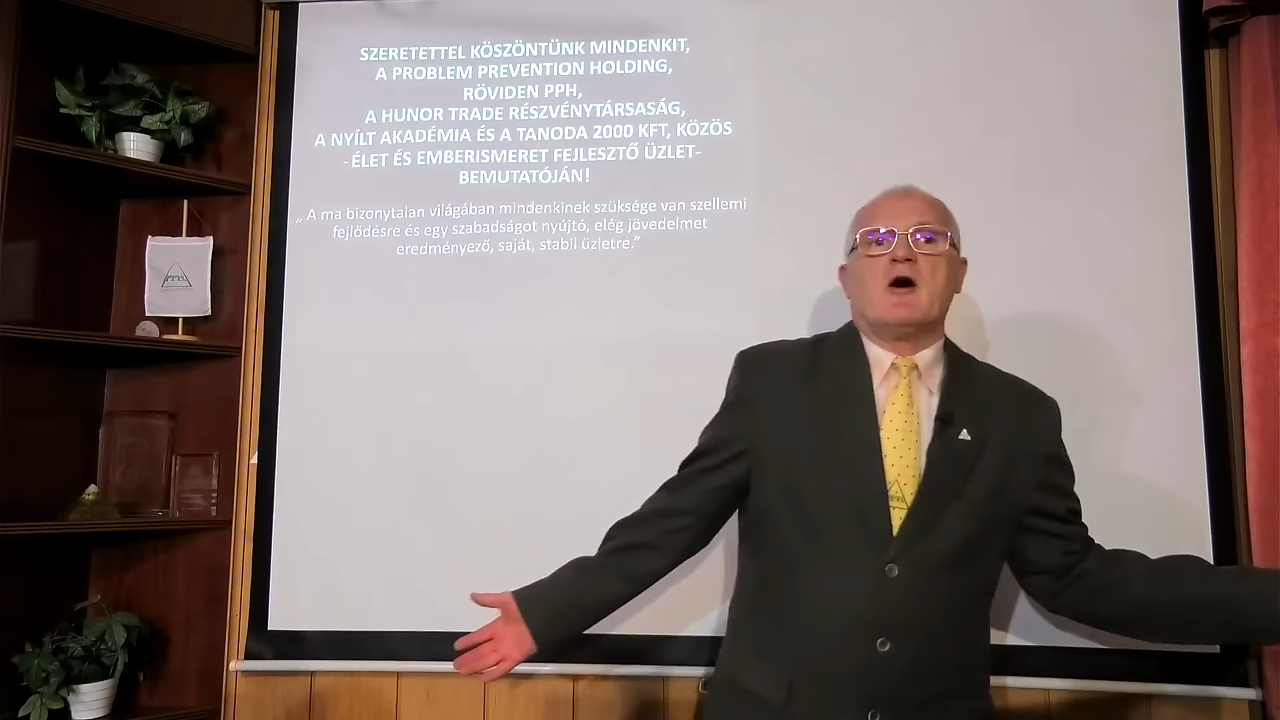 SZERETETTEL KÖSZÖNTÜNK MINDENKIT,
A PROBLEM PREVENTION HOLDING,
RÖVIDEN PPH,
A HUNOR TRADE RÉSZVÉNYTÁRSASÁG,
A NYÍLT AKADÉMIA ÉS A TANODA 2000 KFT, KÖZÖS
- ÉLET ÉS EMBERISMERET FEJLESZTŐ ÜZLET-
BEMUTATÓJÁN!
„ A ma bizonytalan világában mindenkinek szüksége van szellemi
fejlődésre és egy szabadságot nyújtó, elég jövedelmet
eredményező, saját, stabil üzletre.”